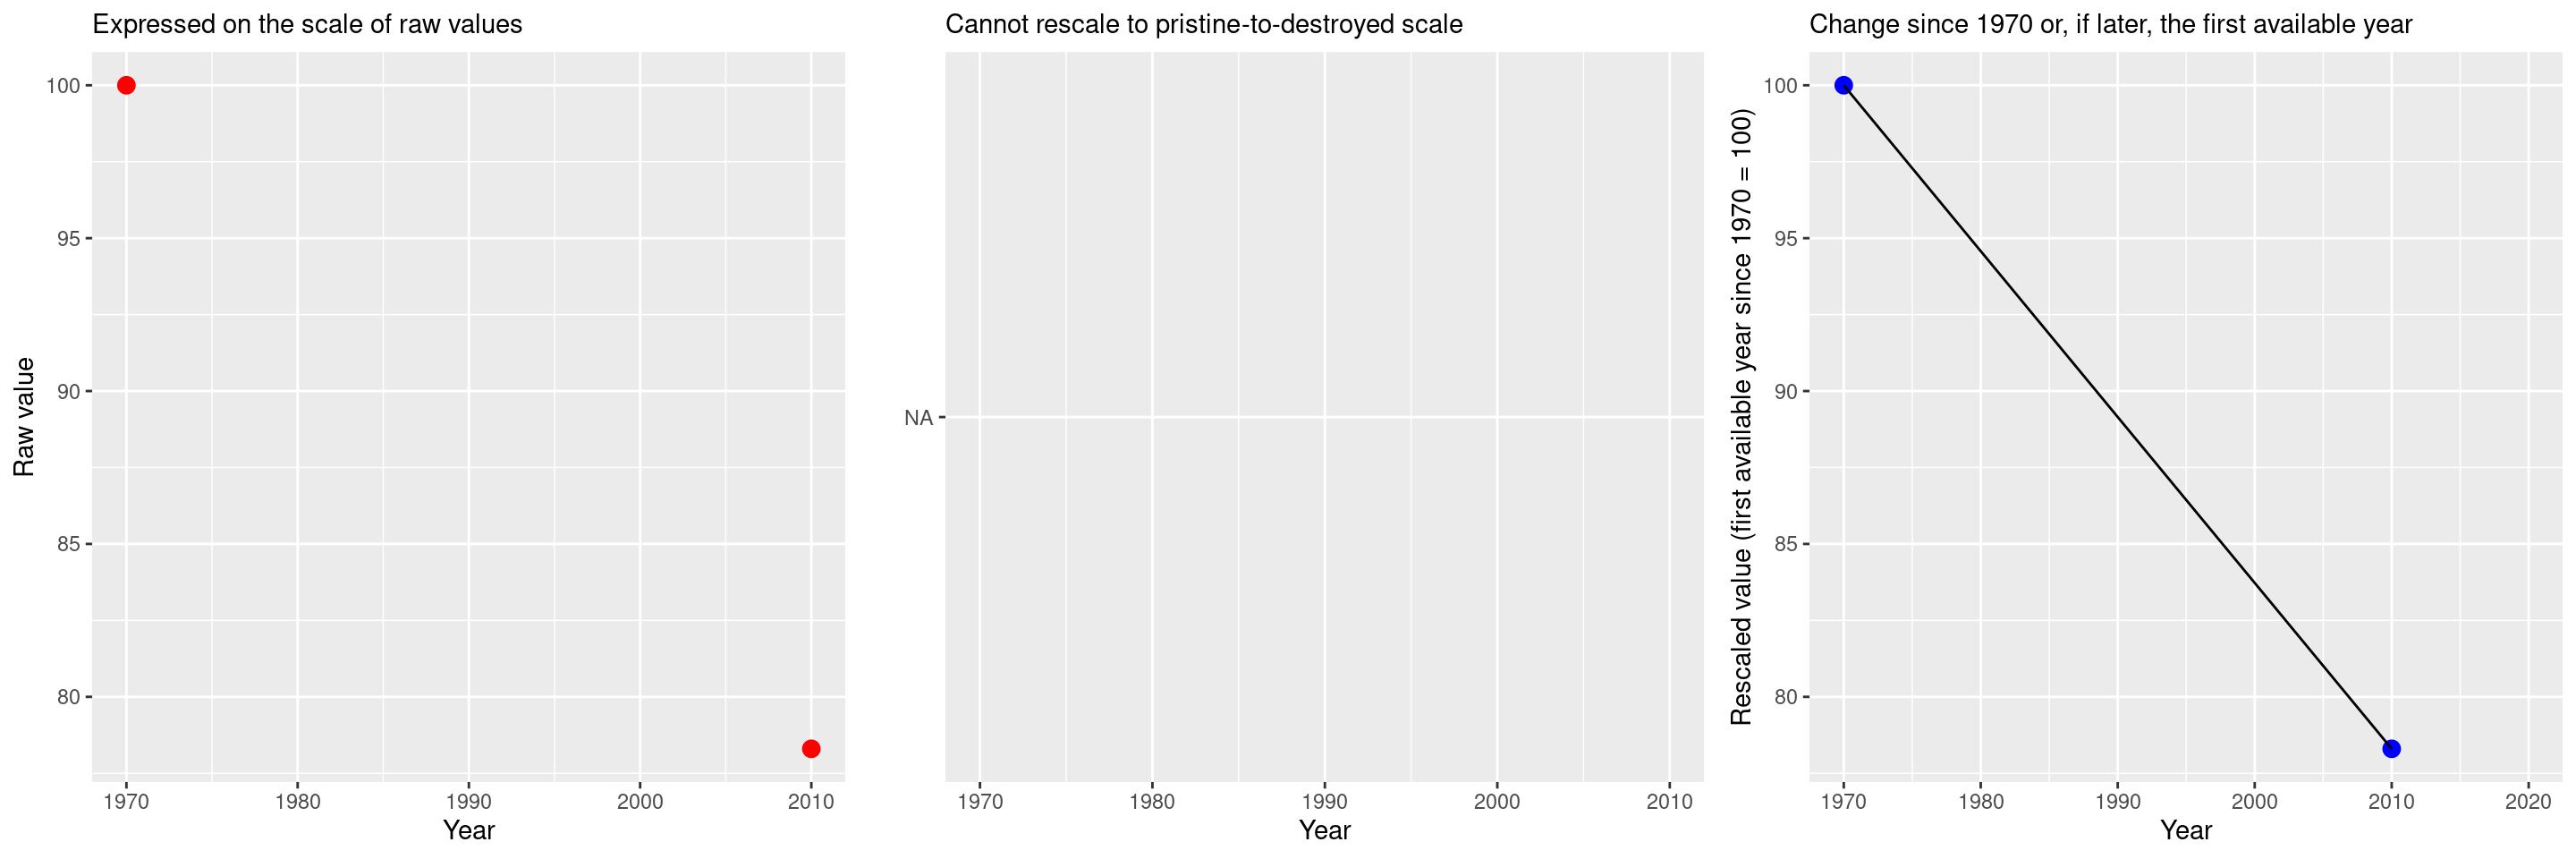 Expressed on the scale of raw values
Raw value
100
95
90
85
80
1970 1980 1990 2000 2010
Year
Cannot rescale to pristine-to-destroyed scale
NA
1970 1980 1990 2000 2010
Year
Change since 1970 or, if later, the first available year
Rescaled value (first available year since 1970 = 100)
100
95
90
85
80
1970 1980 1990 2000 2010 2020
Year